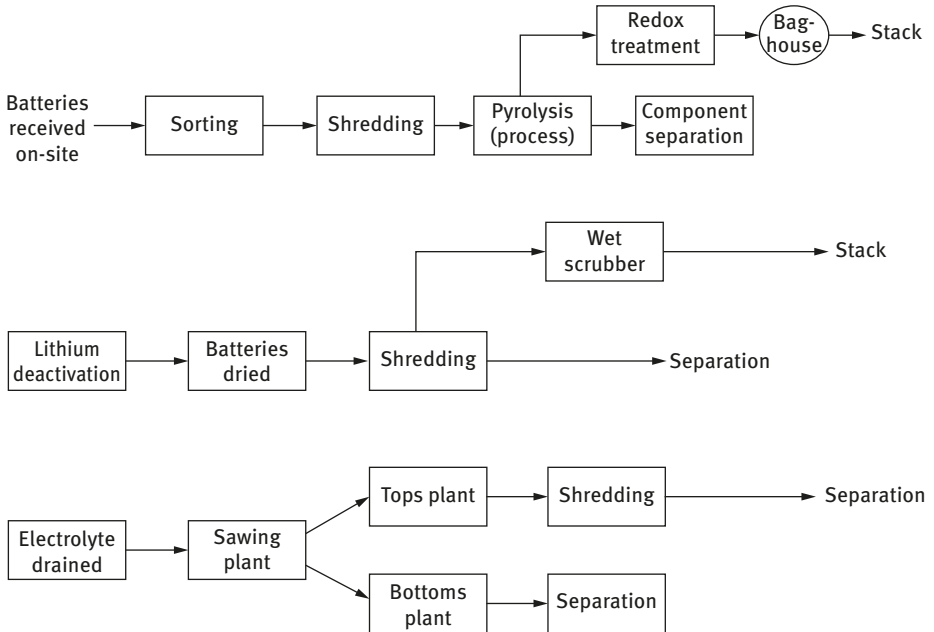 Redox
treatment
Bag-
house
Stack
Batteries
received
on-site
Sorting
Shredding
Pyrolysis
(process)
Component
separation
Wet
scrubber
Stack
Lithium
deactivation
Batteries
dried
Shredding
Separation
Tops plant
Shredding
Separation
Electrolyte
drained
Sawing
plant
Bottoms
plant
Separation